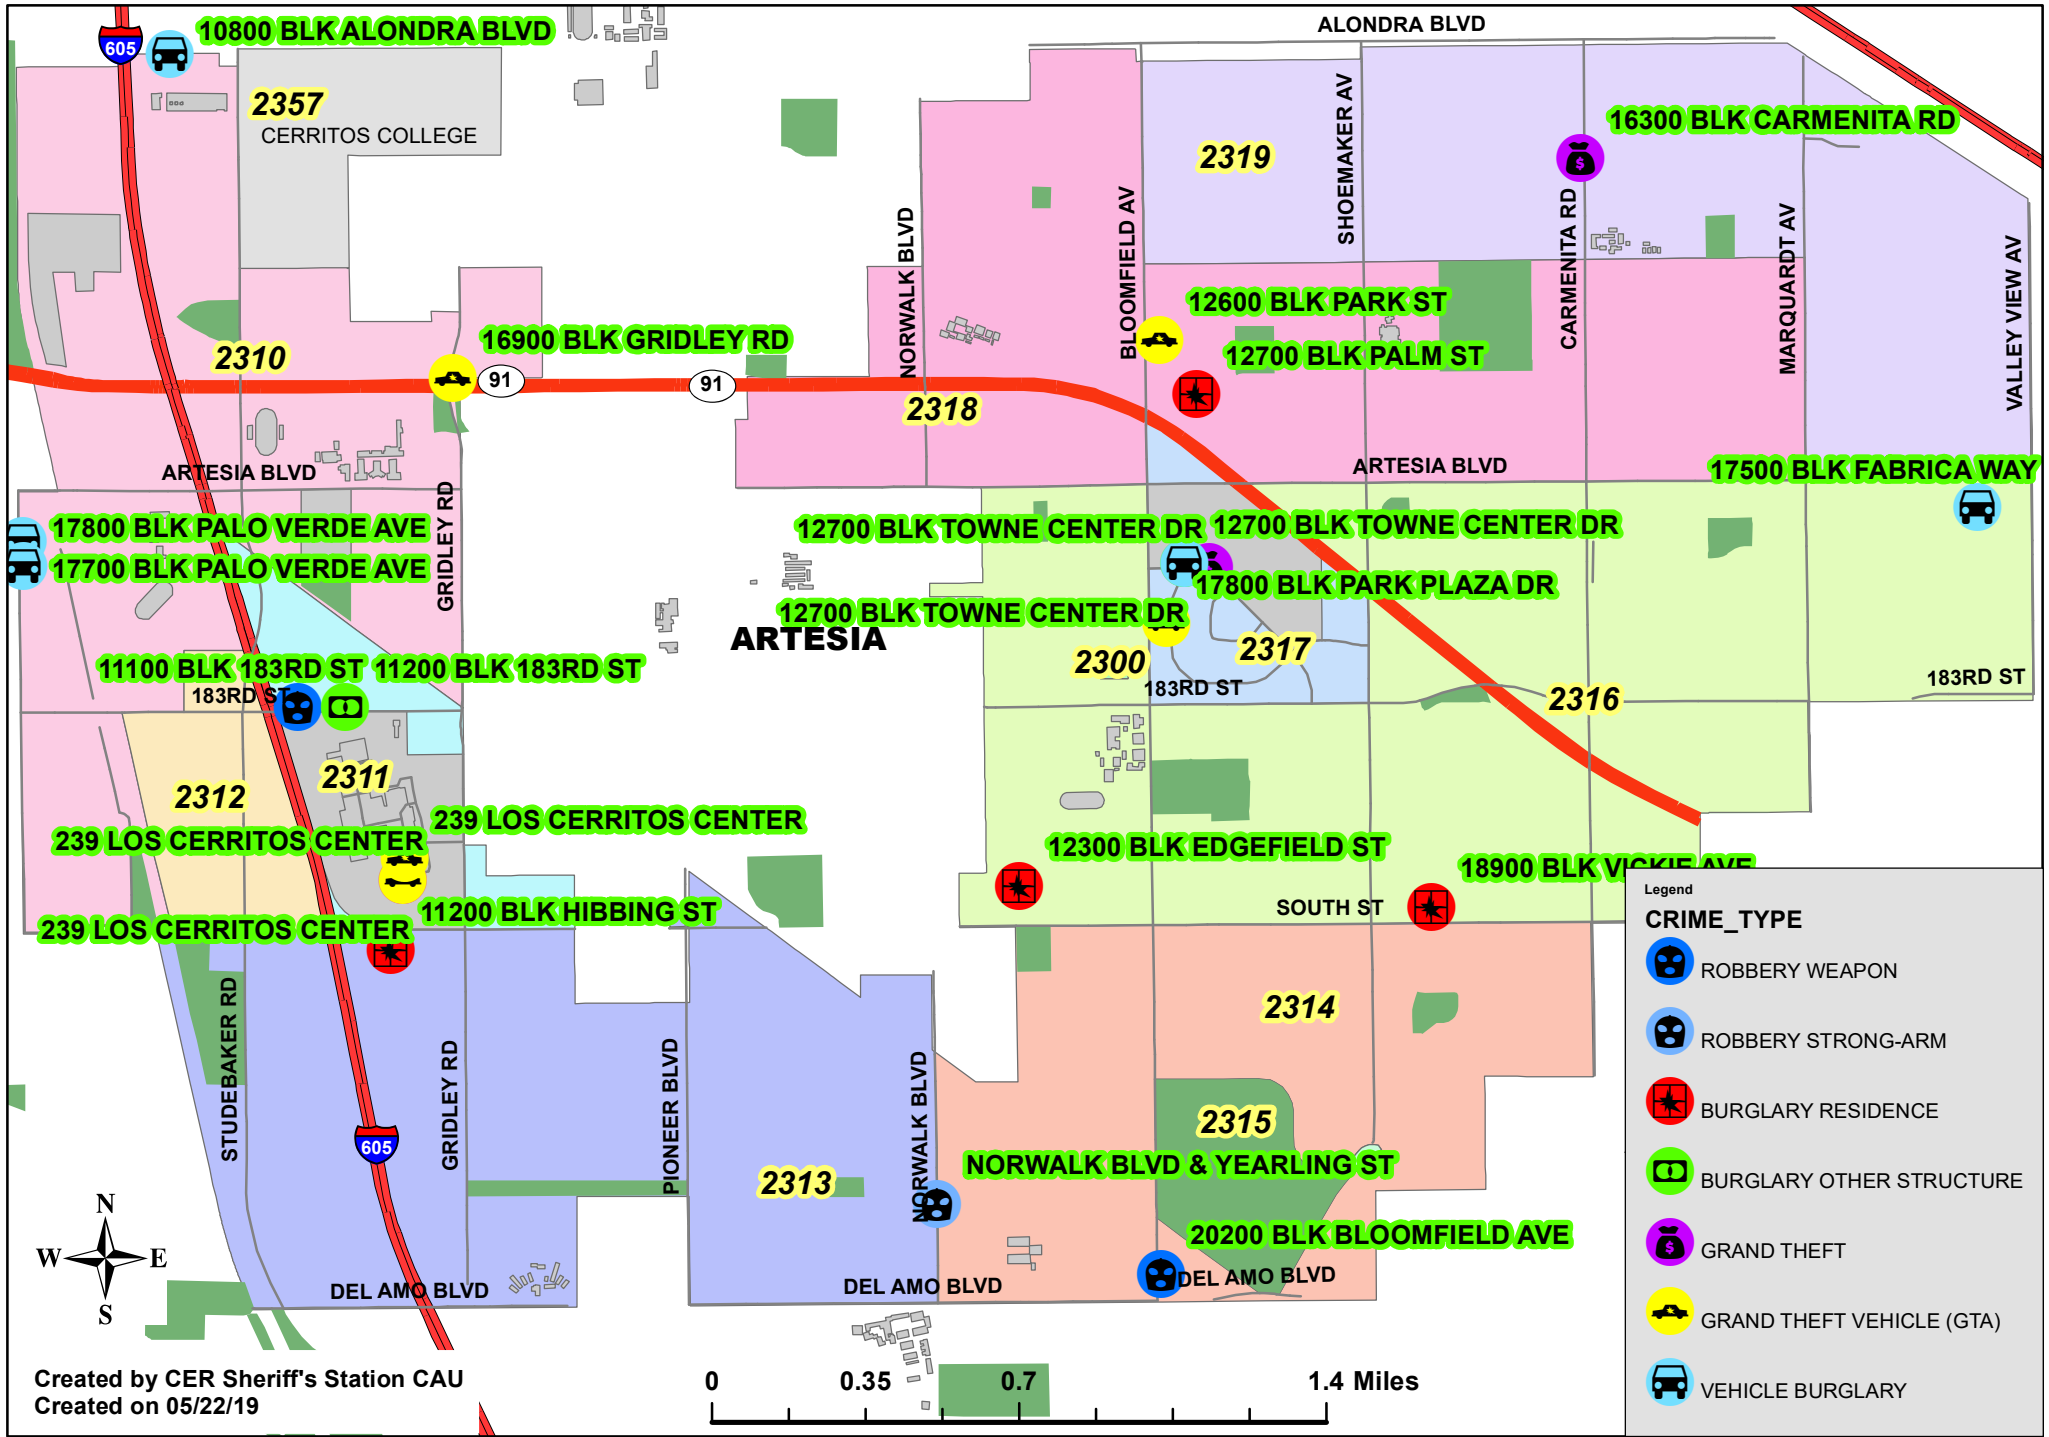 605
10800 BLK ALONDRA BLVD
ALONDRA BLVD
2357
CERRITOS COLLEGE
16300 BLK CARMENITA RD
2319
SHOEMAKER AV
BLOOMFIELD AV
NORWALK BLVD
CARMENITA RD
MARQUARDT AV
VALLEY VIEW AV
12600 BLK PARK ST
16900 BLK GRIDLEY RD
12700 BLK PALM ST
2310
91
91
2318
ARTESIA BLVD
ARTESIA BLVD
17500 BLK FABRICA WAY
GRIDLEY RD
17800 BLK PALO VERDE AVE
17700 BLK PALO VERDE AVE
12700 BLK TOWNE CENTER DR
12700 BLK TOWNE CENTER DR
17800 BLK PARK PLAZA DR
12700 BLK TOWNE CENTER DR
ARTESIA
2317
2300
11100 BLK 183RD ST
11200 BLK 183RD ST
183RD ST
183RD ST
183RD ST
2316
2311
2312
239 LOS CERRITOS CENTER
239 LOS CERRITOS CENTER
12300 BLK EDGEFIELD ST
18900 BLK VICKIE AVE
11200 BLK HIBBING ST
SOUTH ST
239 LOS CERRITOS CENTER
STUDEBAKER RD
GRIDLEY RD
PIONEER BLVD
NORWALK BLVD
2314
2315
605
NORWALK BLVD & YEARLING ST
2313
20200 BLK BLOOMFIELD AVE
DEL AMO BLVD
DEL AMO BLVD
DEL AMO BLVD
N
W E
S
Created by CER Sheriff's Station CAU
Created on 05/22/19
0 0.35 0.7 1.4 Miles
Legend
CRIME_TYPE
ROBBERY WEAPON
ROBBERY STRONG-ARM
BURGLARY RESIDENCE
BURGLARY OTHER STRUCTURE
$ GRAND THEFT
GRAND THEFT VEHICLE (GTA)
VEHICLE BURGLARY